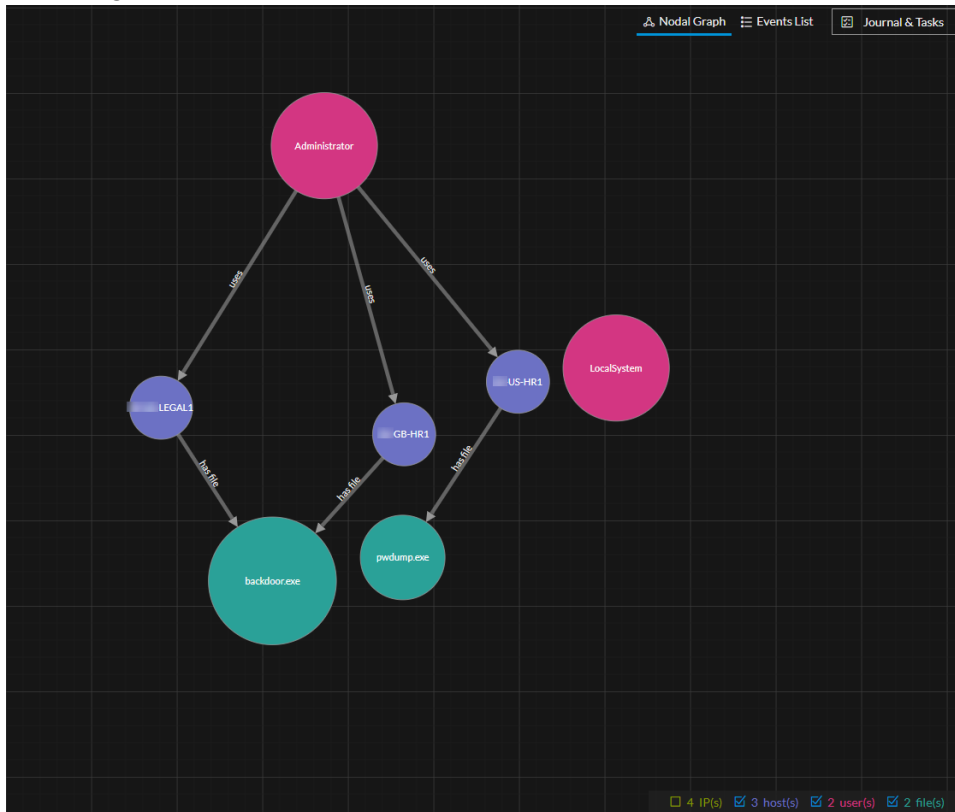 Nodal Graph Events List Journal & Tasks
Administrator
uses
uses
uses
LocalSystem
US-HR1
LEGAL1
GB-HR1
has file
has file
has file
pwdump.exe
backdoor.exe
4 IP(s) 3 host(s) 2 user(s) 2 file(s)